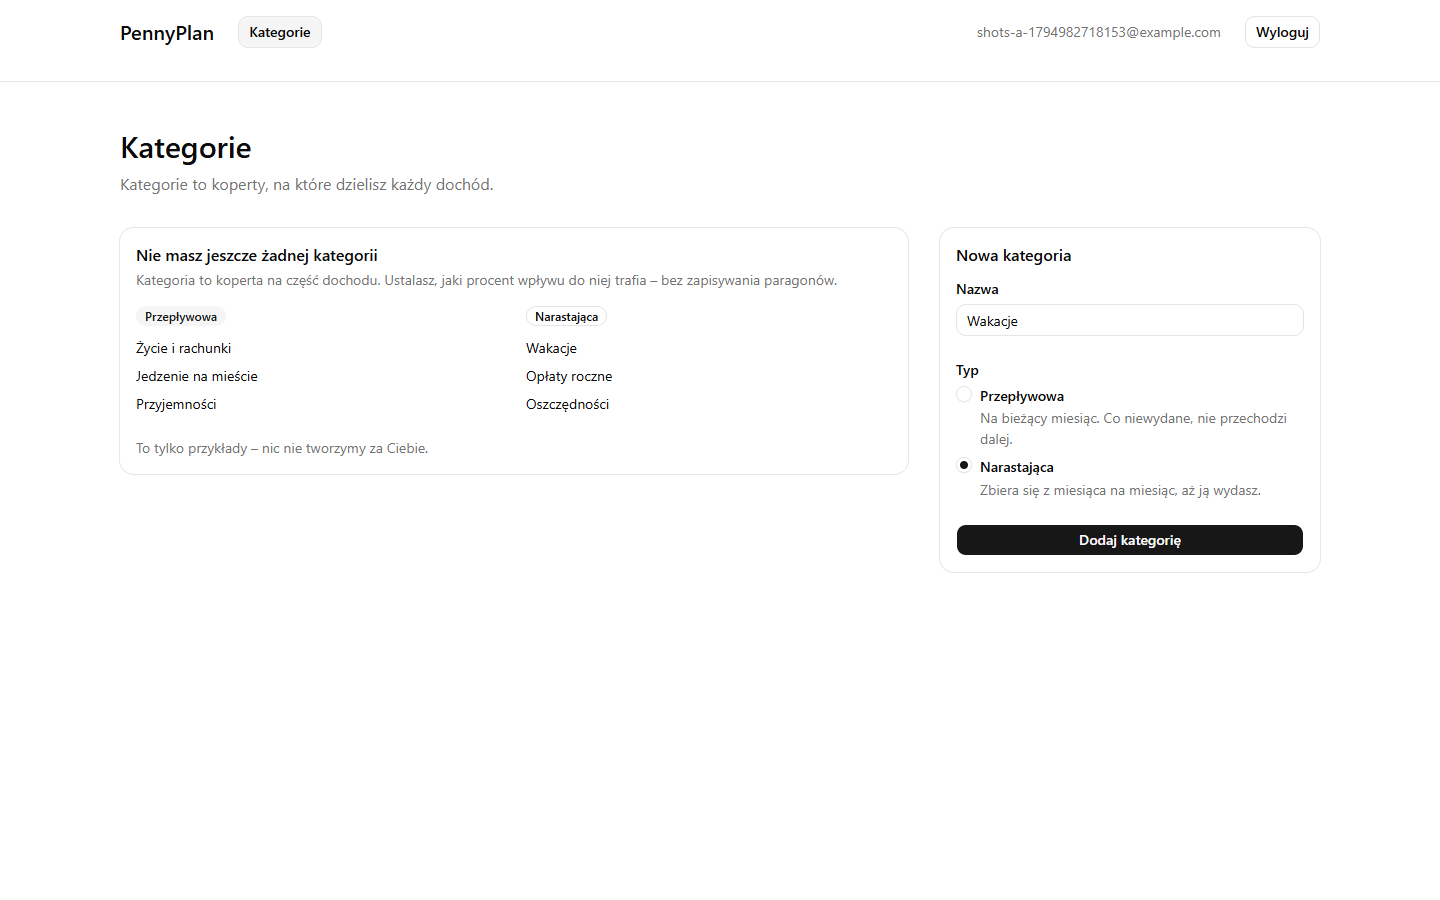 PennyPlan
Kategorie
shots-a-1794982718153@example.com
Wyloguj
Kategorie
Kategorie to koperty, na które dzielisz każdy dochód.
Nie masz jeszcze żadnej kategorii
Kategoria to koperta na część dochodu. Ustalasz, jaki procent wpływu do niej trafia – bez zapisywania paragonów.
Przepływowa
Życie i rachunki
Jedzenie na mieście
Przyjemności
Narastająca
Wakacje
Opłaty roczne
Oszczędności
To tylko przykłady – nic nie tworzymy za Ciebie.
Nowa kategoria
Nazwa
Wakacje
Typ
Przepływowa
Na bieżący miesiąc. Co niewydane, nie przechodzi
dalej.
Narastająca
Zbiera się z miesiąca na miesiąc, aż ją wydasz.
Dodaj kategorię